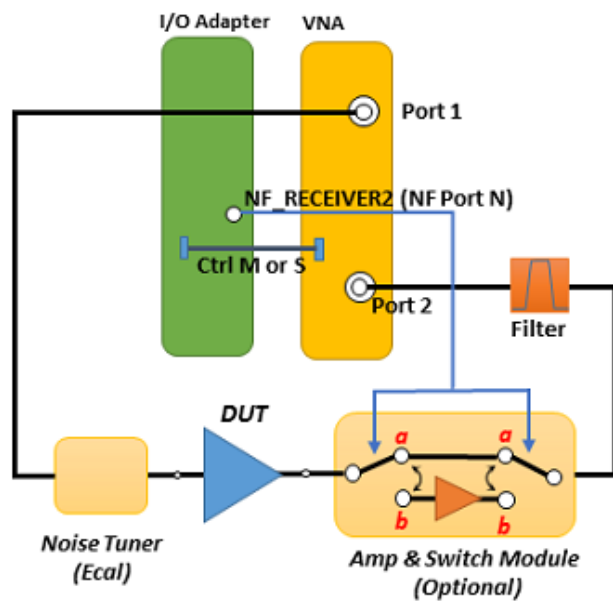 I/O Adapter
VNA
Port 1
NF_RECEIVER2 (NF Port N)
Ctrl M or S
Port 2
Filter
DUT
a
a
b
b
Noise Tuner
(Ecal)
Amp & Switch Module
(Optional)